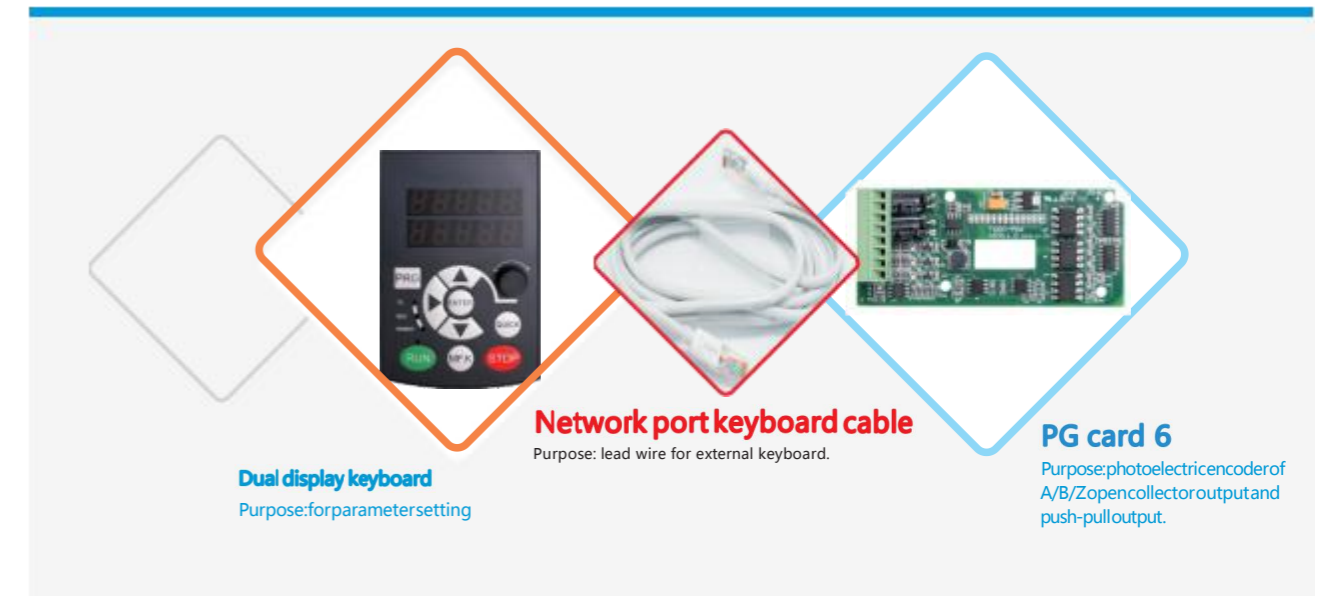 PRG
ENTER
QUICK
RUN
MF.K
STOP
Network port keyboard cable
Purpose: lead wire for external keyboard.
Dual display keyboard
Purpose:forparametersetting
PG card 6
Purpose:photoelectricencoderof
A/B/Zopencollectoroutputand
push-pulloutput.